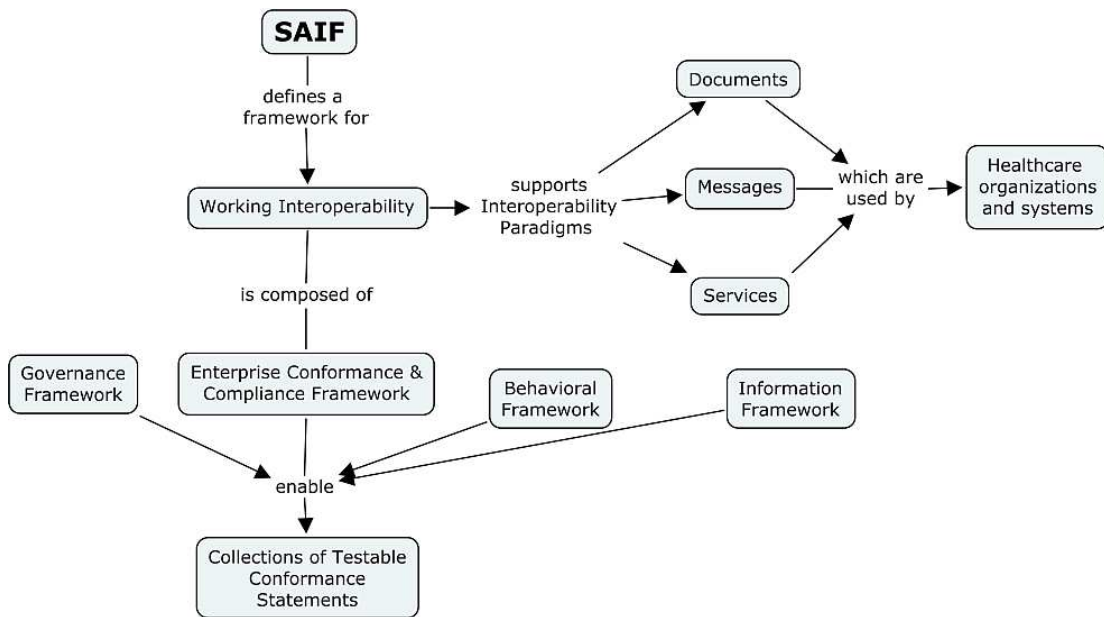 SAIF
defines a
framework for
Working Interoperability
supports
Interoperability
Paradigms
Documents
Messages
Services
which are
used by
Healthcare
organizations
and systems
is composed of
Governance
Framework
Enterprise Conformance &
Compliance Framework
Behavioral
Framework
Information
Framework
enable
Collections of Testable
Conformance
Statements